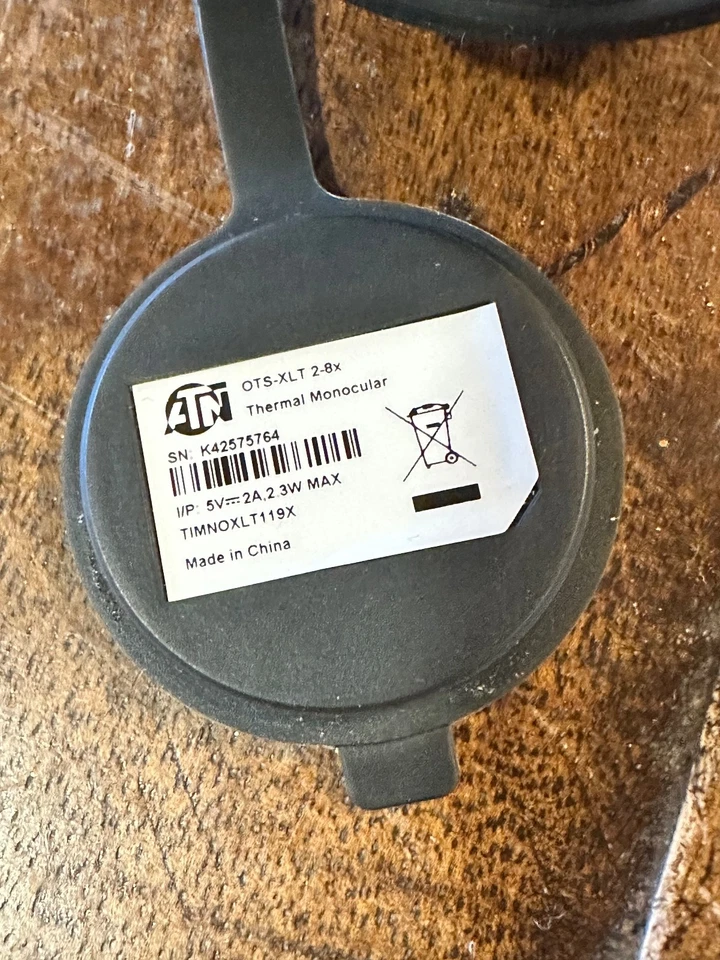 ATN
OTS-XLT 2-8x
Thermal Monocular
SN: K42575764
I/P: 5V⎓2A,2.3W MAX
TIMNOXLT119X
Made in China